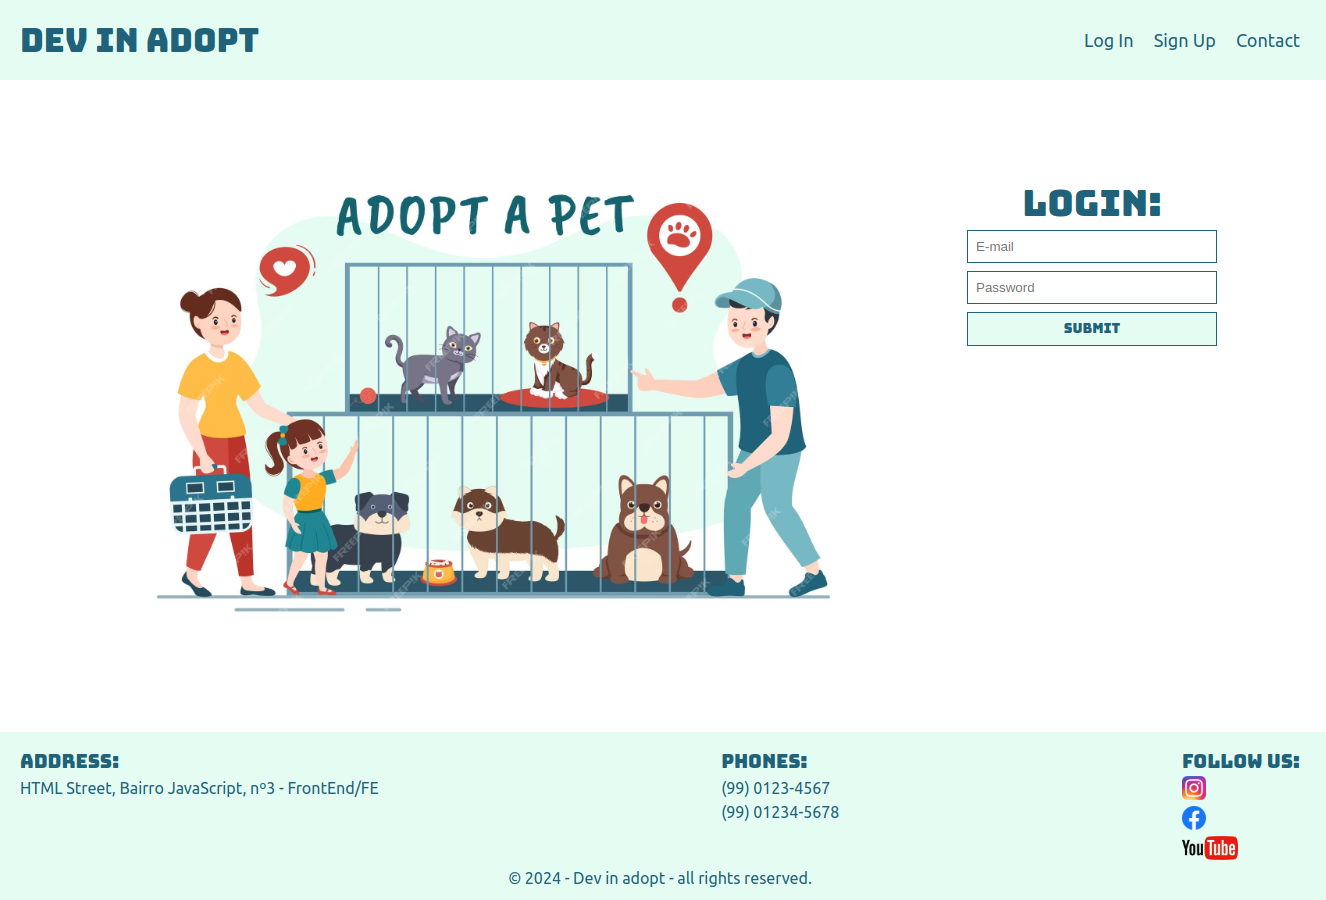 DEV IN ADOPT
Log In Sign Up Contact
ADOPT A PET
LOGIN:
E-mail
Password
SUBMIT
ADDRESS:
HTML Street, Bairro JavaScript, nº3 - FrontEnd/FE
PHONES:
(99) 0123-4567
(99) 01234-5678
FOLLOW US:
YouTube
© 2024 - Dev in adopt - all rights reserved.